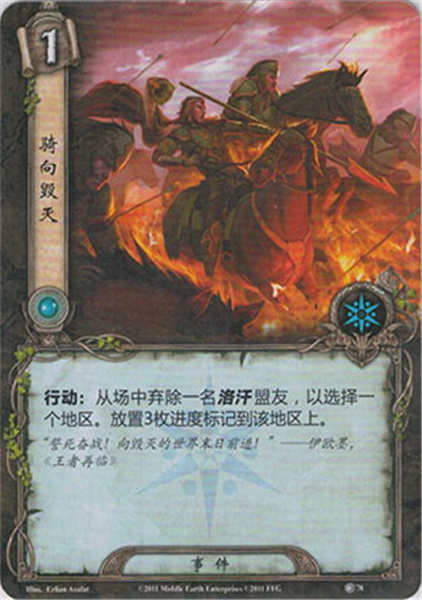 1
骑向毁灭
行动：从场中弃除一名洛汗盟友，以选择一
个地区。放置3枚进度标记到该地区上。
“誓死奋战！向毁灭的世界末日前进！”——伊欧墨，
《王者再临》
事件
Illus. Erfian Asafat
©2011 Middle Earth Enterprises ©2011 FFG
78